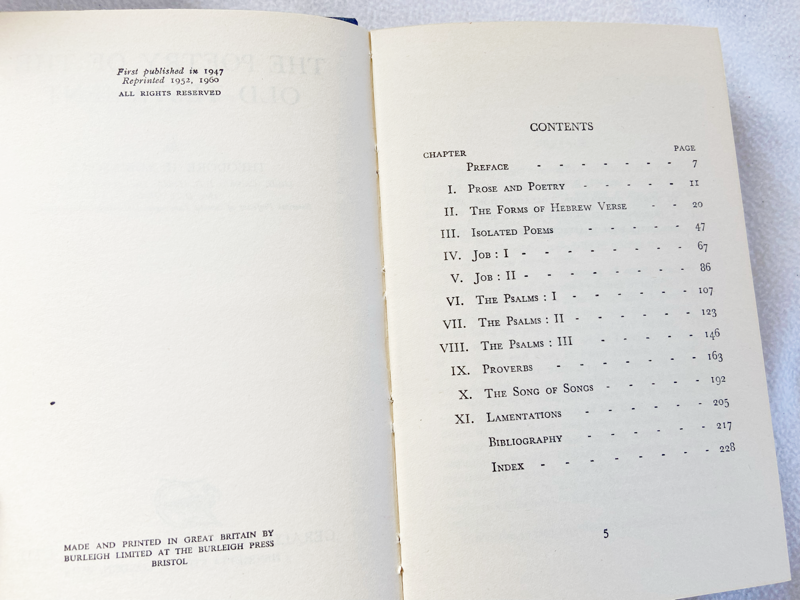 First published in 1947
Reprinted 1952, 1960
ALL RIGHTS RESERVED
MADE AND PRINTED IN GREAT BRITAIN BY
BURLEIGH LIMITED AT THE BURLEIGH PRESS
BRISTOL
CONTENTS
CHAPTER PAGE
PREFACE - - - - - - 7
I. PROSE AND POETRY - - - - - 11
II. THE FORMS OF HEBREW VERSE - - 20
III. ISOLATED POEMS - - - - - 47
IV. JOB : I - - - - - - - 67
V. JOB : II - - - - - - - 86
VI. THE PSALMS : I - - - - - - 107
VII. THE PSALMS : II - - - - - - 123
VIII. THE PSALMS : III - - - - - 146
IX. PROVERBS - - - - - - 163
X. THE SONG OF SONGS - - - - - 192
XI. LAMENTATIONS - - - - - - 205
BIBLIOGRAPHY - - - - - 217
INDEX - - - - - - - 228
5